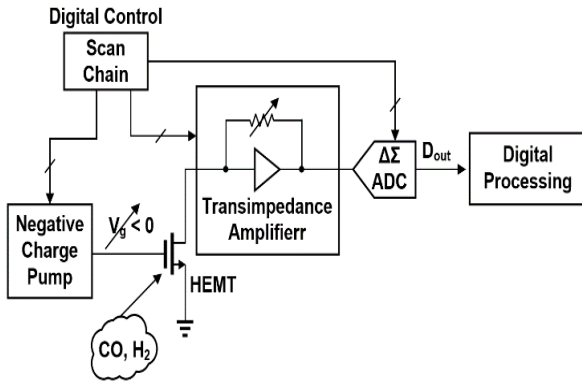 Digital Control
Scan
Chain
Transimpedance
Amplifierr
ΔΣ
ADC
Dout
Digital
Processing
Negative
Charge
Pump
Vg < 0
HEMT
CO, H2